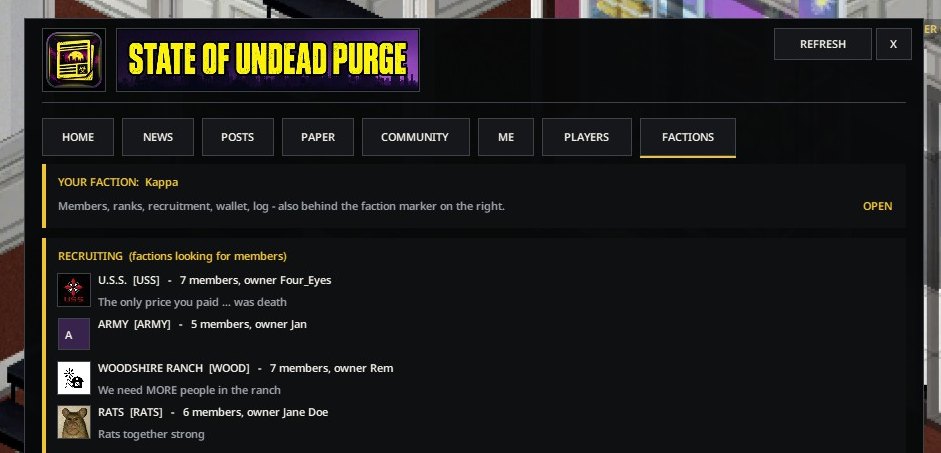 STATE OF UNDEAD PURGE
REFRESH
X
ER
HOME
NEWS
POSTS
PAPER
COMMUNITY
ME
PLAYERS
FACTIONS
YOUR FACTION: Kappa
Members, ranks, recruitment, wallet, log - also behind the faction marker on the right.
OPEN
RECRUITING (factions looking for members)
U.S.S. [USS] - 7 members, owner Four_Eyes
USS
The only price you paid ... was death
A
ARMY [ARMY] - 5 members, owner Jan
WOODSHIRE RANCH [WOOD] - 7 members, owner Rem
We need MORE people in the ranch
RATS [RATS] - 6 members, owner Jane Doe
Rats together strong